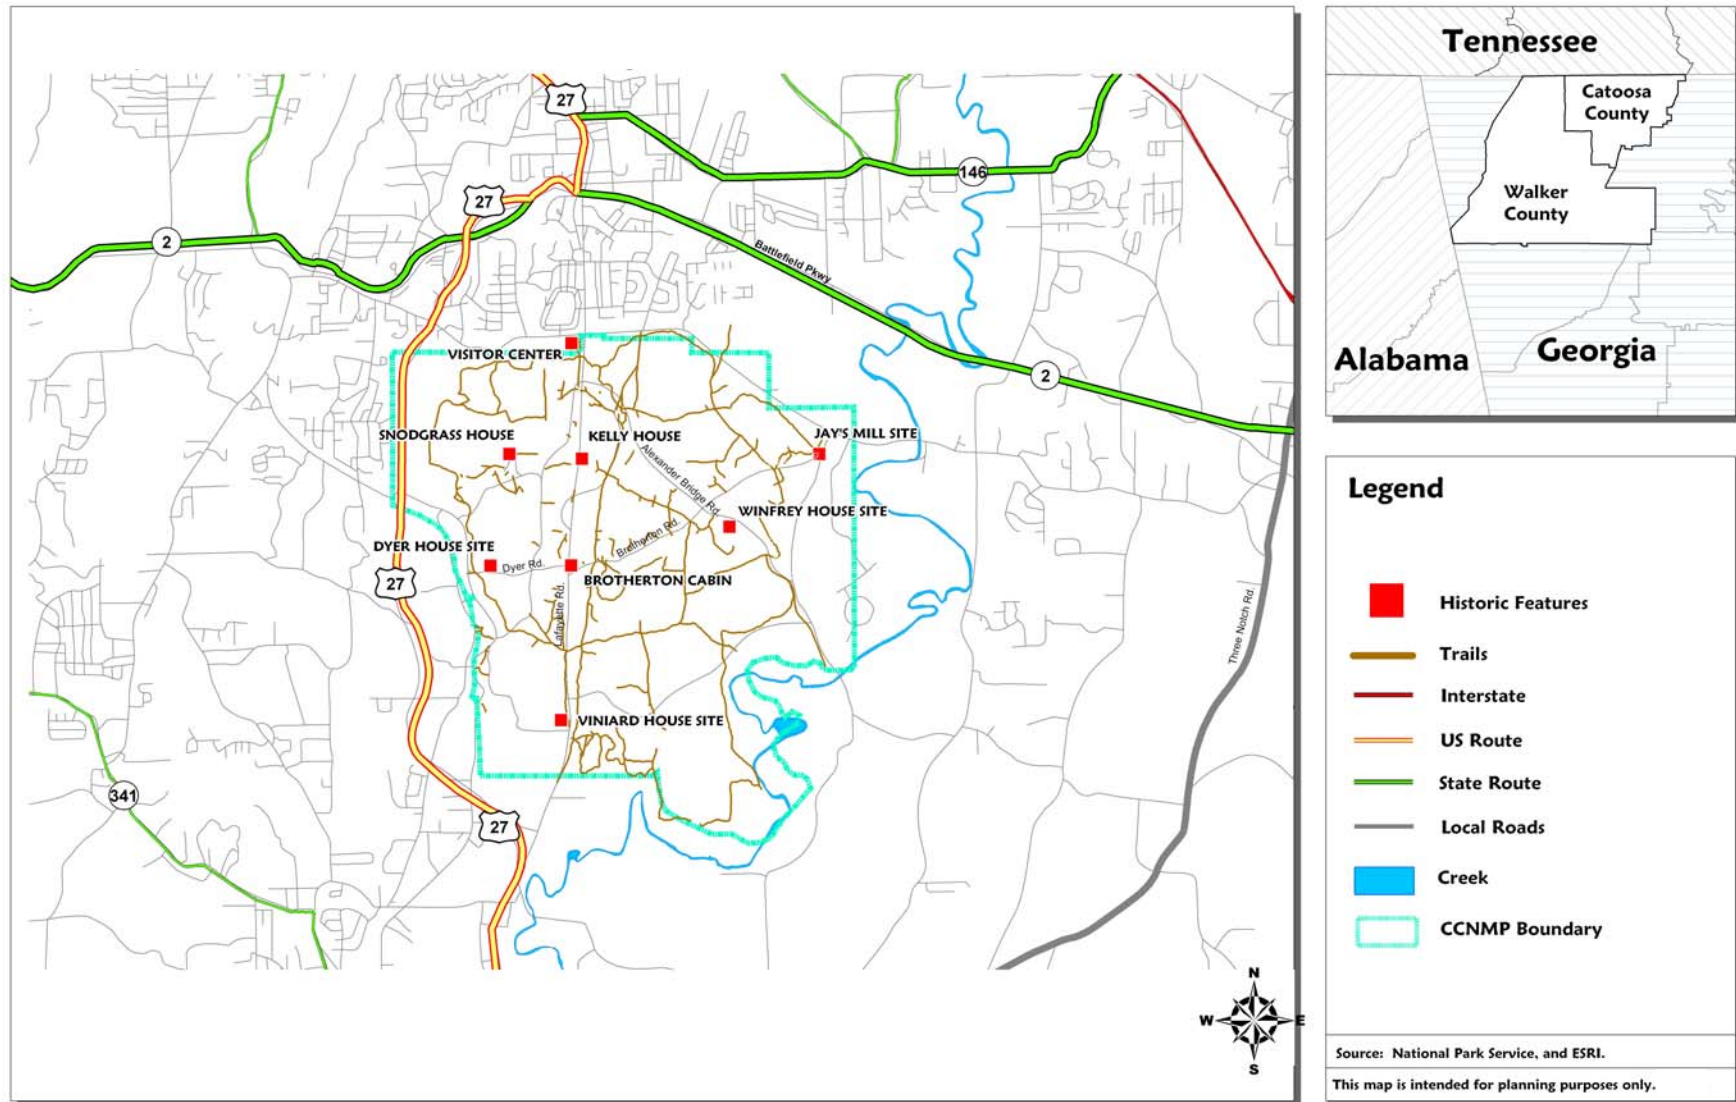 27
146
27
2
Battlefield Pkwy
VISITOR CENTER
2
SNODGRASS HOUSE
KELLY HOUSE
JAY'S MILL SITE
Alexander Bridge Rd.
WINFREY HOUSE SITE
Brotherton Rd.
DYER HOUSE SITE
Dyer Rd.
27
BROTHERTON CABIN
Lafayette Rd.
Three Notch Rd.
VINIARD HOUSE SITE
341
27
N
W
E
S
Tennessee
Catoosa
County
Walker
County
Alabama
Georgia
Legend
Historic Features
Trails
Interstate
US Route
State Route
Local Roads
Creek
CCNMP Boundary
Source: National Park Service, and ESRI.
This map is intended for planning purposes only.